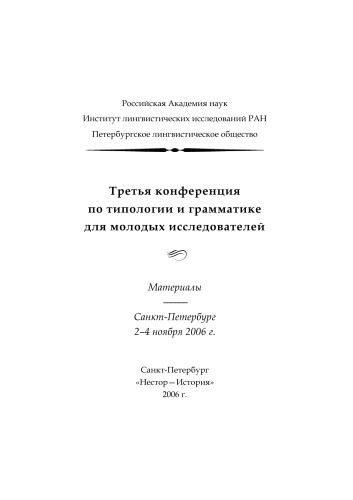 Российская Академия наук
Институт лингвистических исследований РАН
Петербургское лингвистическое общество
Третья конференция
по типологии и грамматике
для молодых исследователей
Материалы
Санкт-Петербург
2–4 ноября 2006 г.
Санкт-Петербург
«Нестор—История»
2006 г.